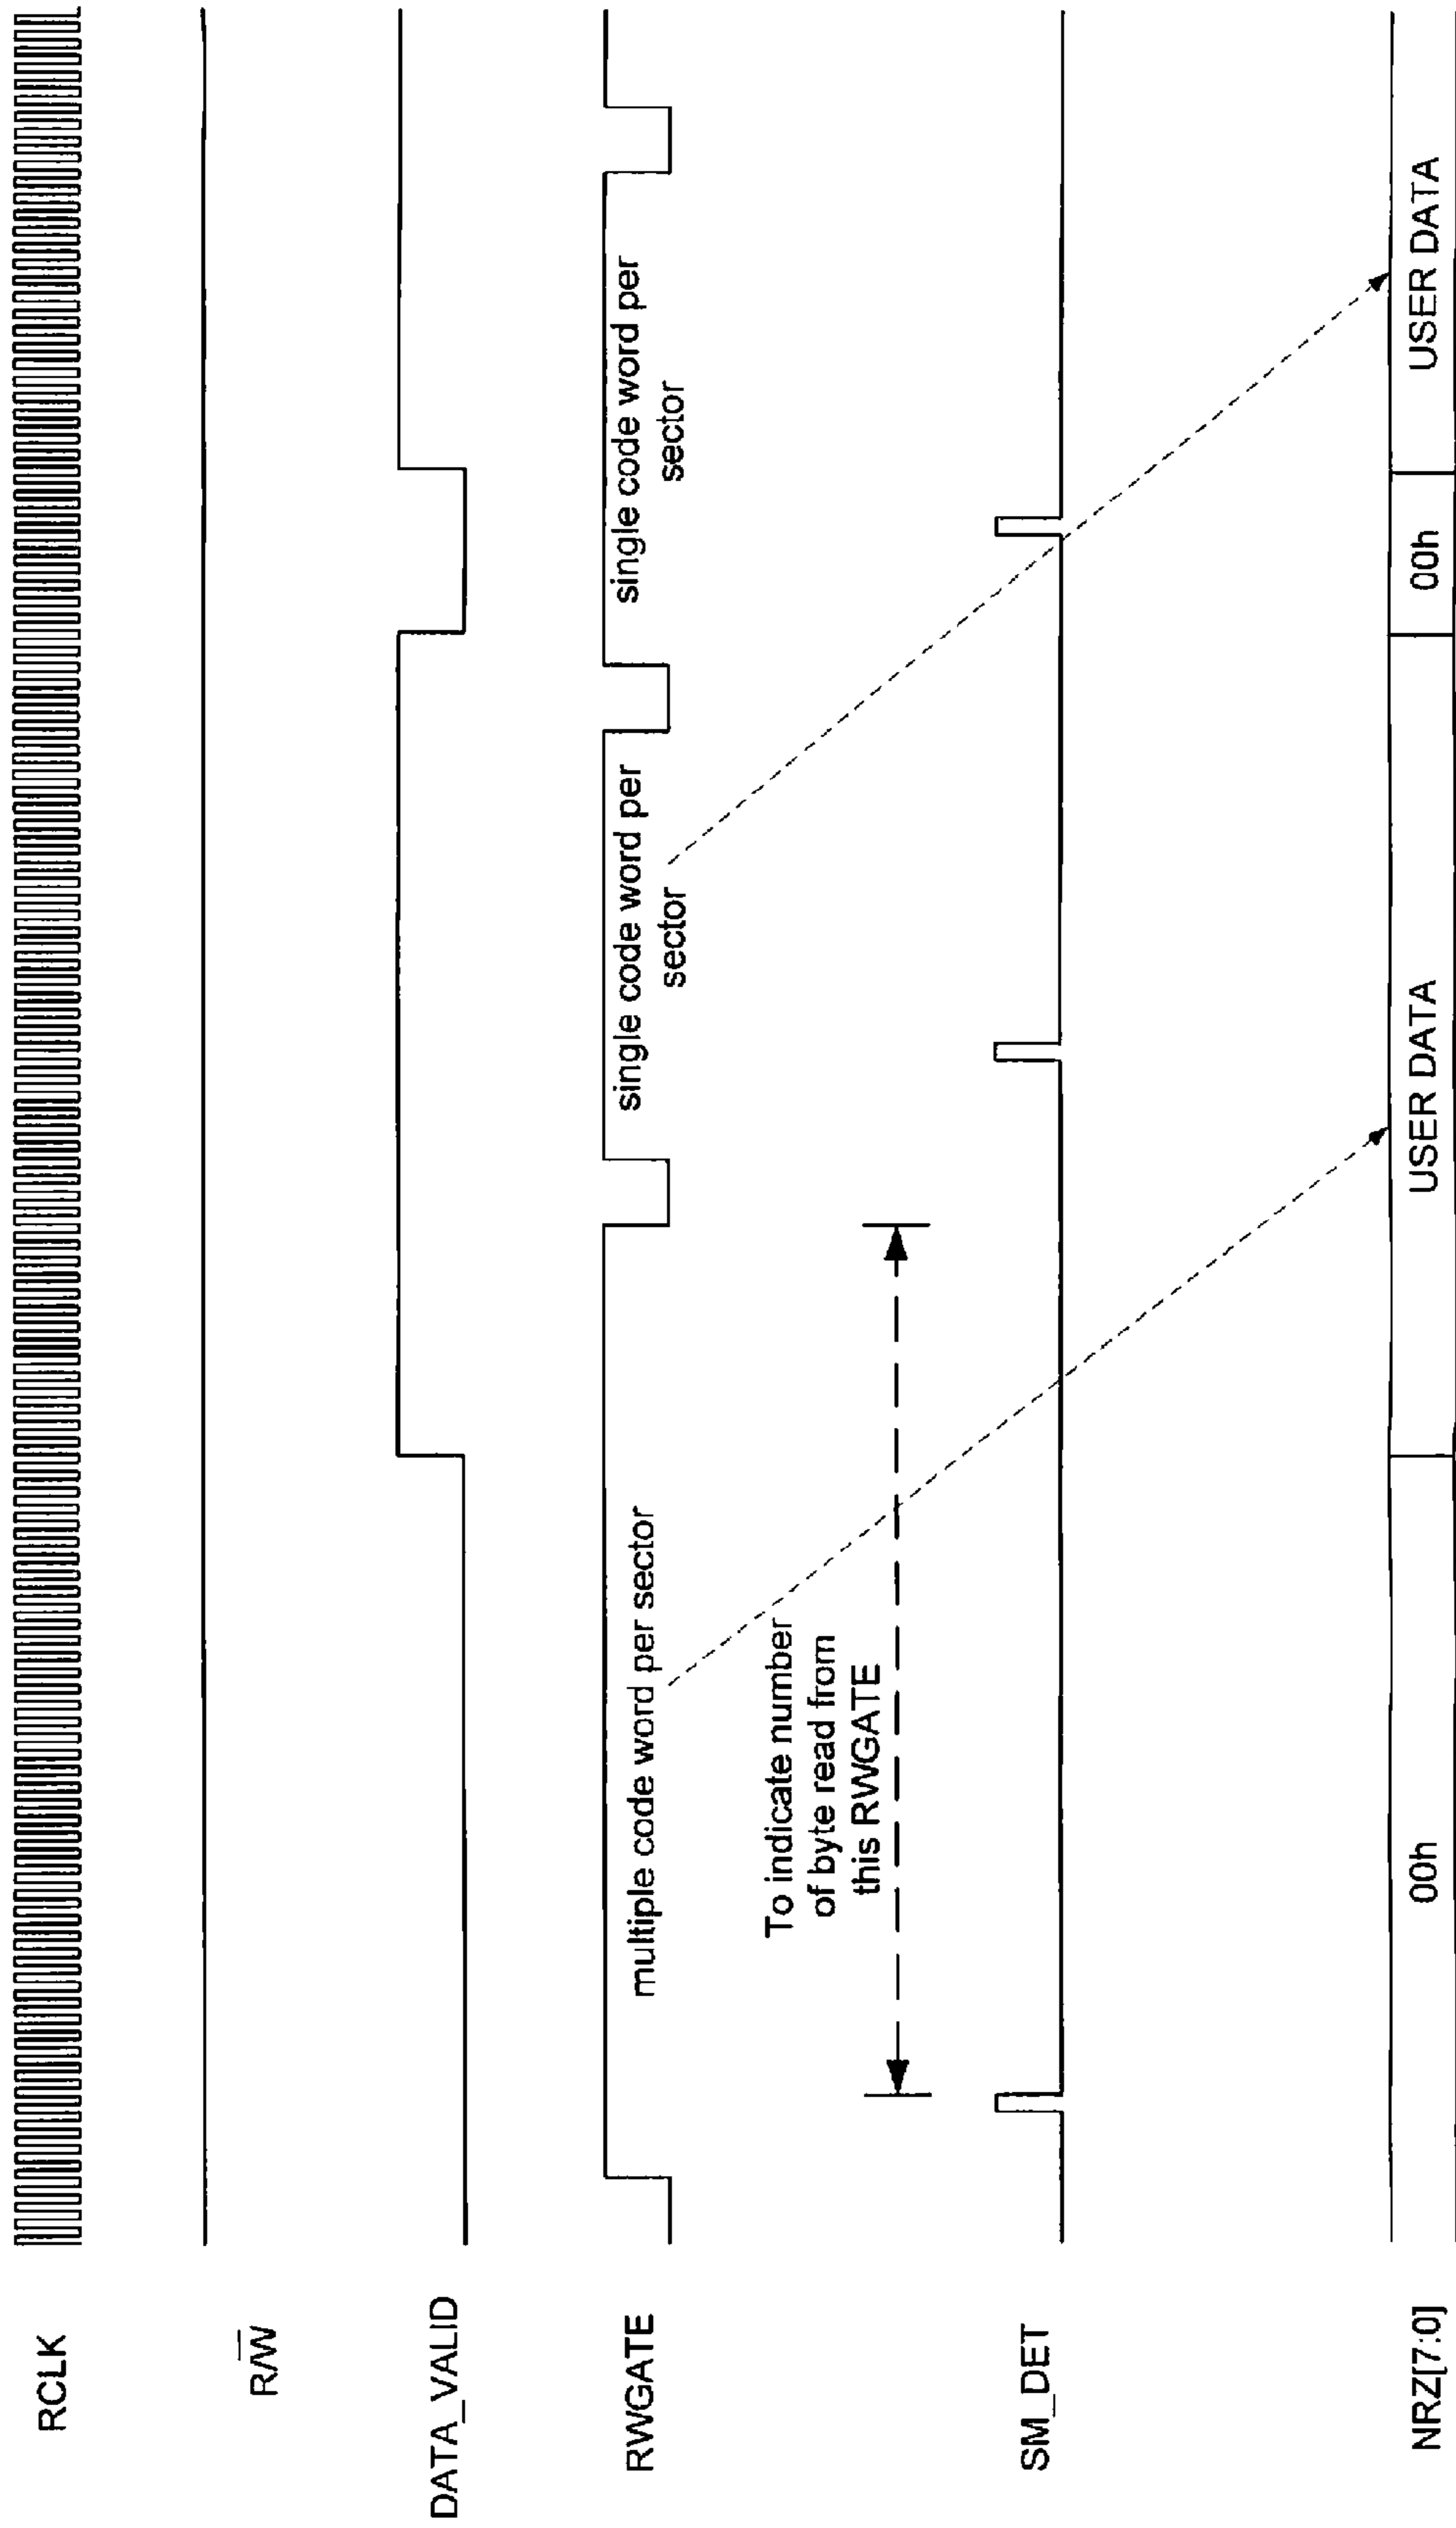 RCLK
R/W̅
DATA_VALID
RWGATE
multiple code word per sector
single code word per
sector
single code word per
sector
To indicate number
of byte read from
this RWGATE
SM_DET
NRZ[7:0]
00h
USER DATA
00h
USER DATA